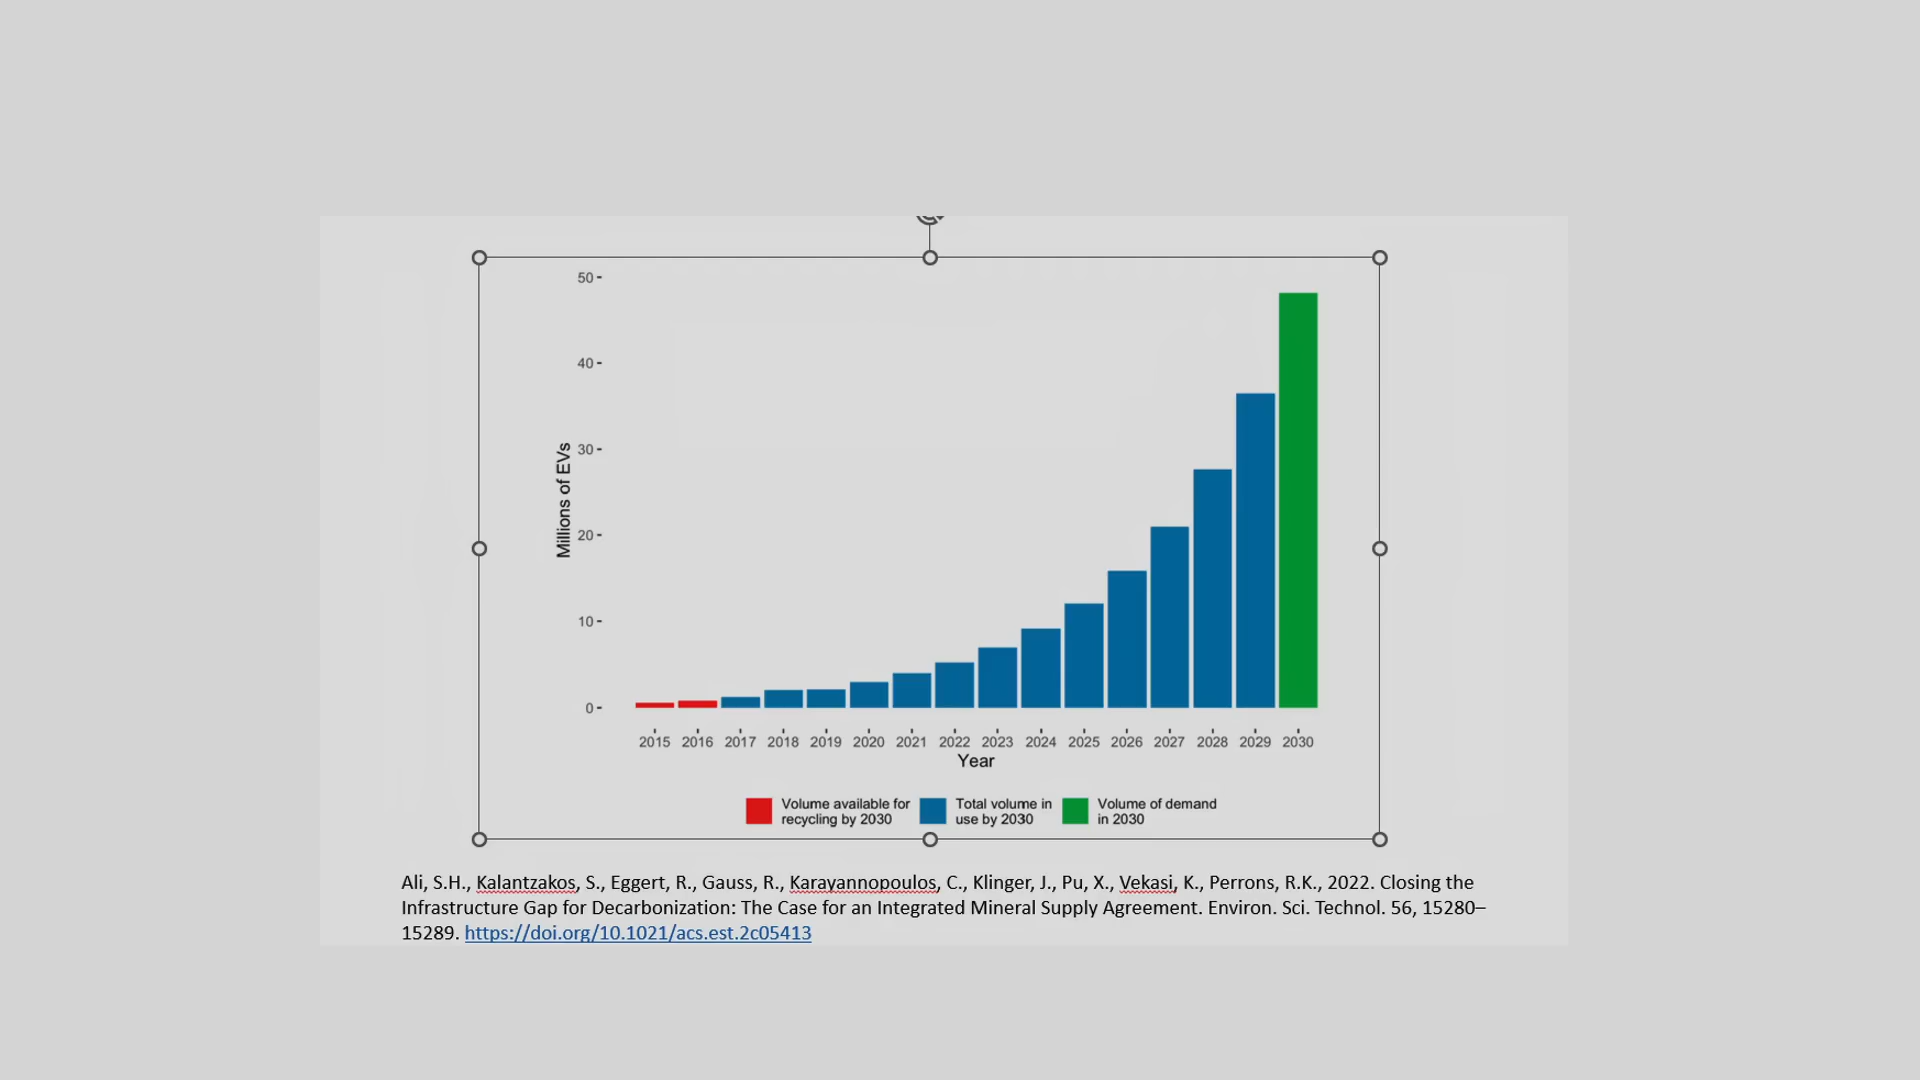 50
40
30
20
10
0
Millions of EVs
2015 2016 2017 2018 2019 2020 2021 2022 2023 2024 2025 2026 2027 2028 2029 2030
Year
Volume available for
recycling by 2030
Total volume in
use by 2030
Volume of demand
in 2030
Ali, S.H., Kalantzakos, S., Eggert, R., Gauss, R., Karayannopoulos, C., Klinger, J., Pu, X., Vekasi, K., Perrons, R.K., 2022. Closing the
Infrastructure Gap for Decarbonization: The Case for an Integrated Mineral Supply Agreement. Environ. Sci. Technol. 56, 15280–
15289. https://doi.org/10.1021/acs.est.2c05413